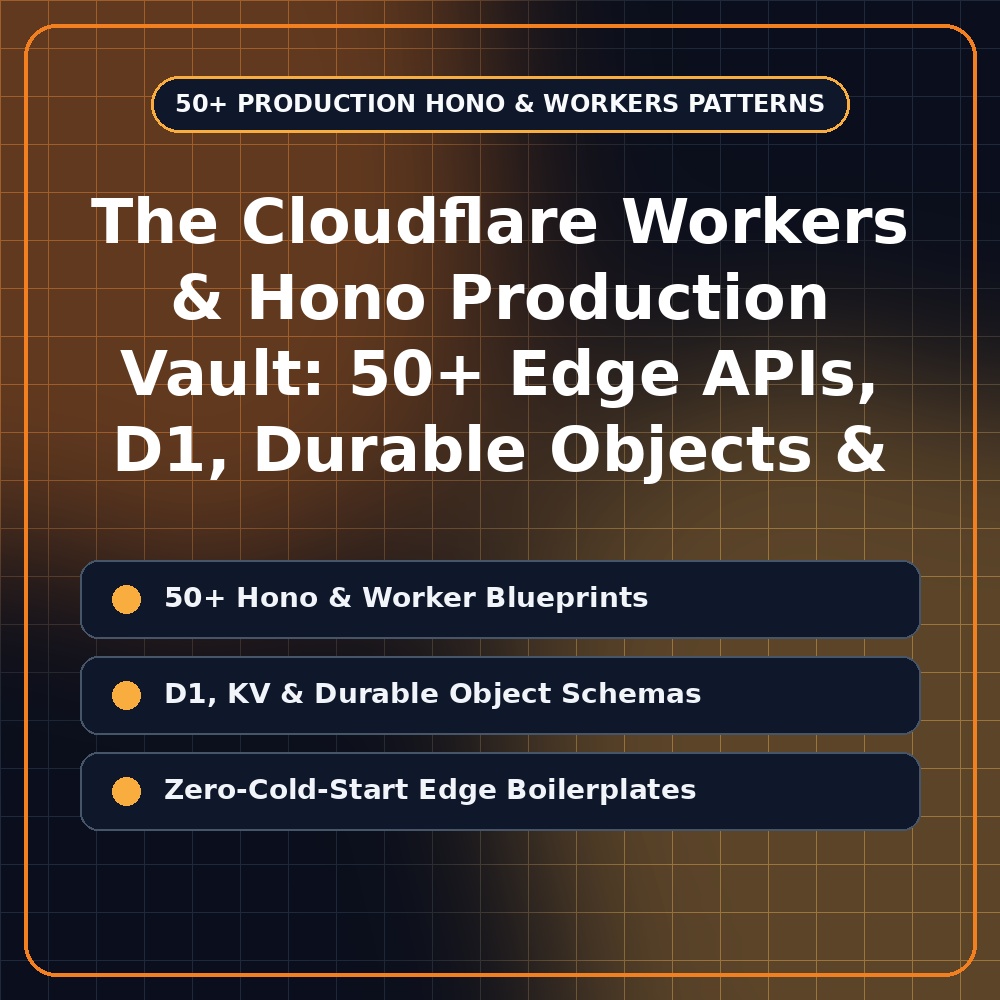 50+ PRODUCTION HONO & WORKERS PATTERNS
The Cloudflare Workers
& Hono Production
Vault: 50+ Edge APIs,
D1, Durable Objects &
50+ Hono & Worker Blueprints
D1, KV & Durable Object Schemas
Zero-Cold-Start Edge Boilerplates